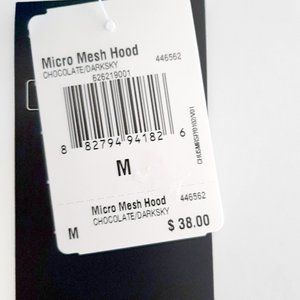 Micro Mesh Hood 446562
CHOCOLATE/DARKSKY
626219001
8 82794 94182 6
M
Micro Mesh Hood 446562
CHOCOLATE/DARKSKY
M $ 38.00